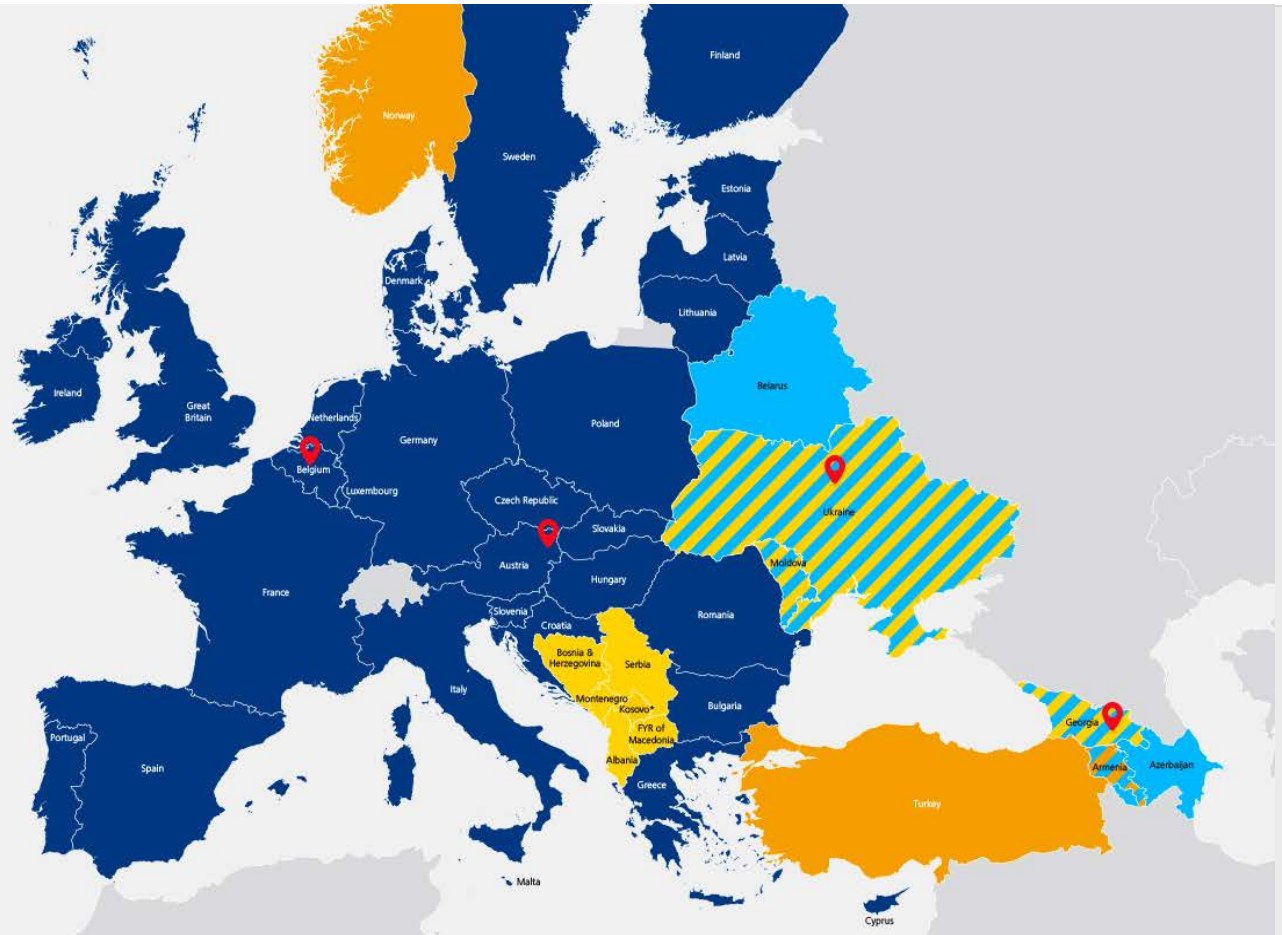 Finland
Norway
Sweden
Estonia
Latvia
Denmark
Lithuania
Ireland
Great
Britain
Netherlands
Belarus
Poland
Germany
Belgium
Luxembourg
Czech Republic
Ukraine
Slovakia
Austria
Moldova
Hungary
France
Slovenia
Romania
Croatia
Bosnia &
Herzegovina
Serbia
Italy
Montenegro
Kosovo*
Bulgaria
Georgia
FYR of
Macedonia
Portugal
Spain
Albania
Armenia
Azerbaijan
Greece
Turkey
Malta
Cyprus